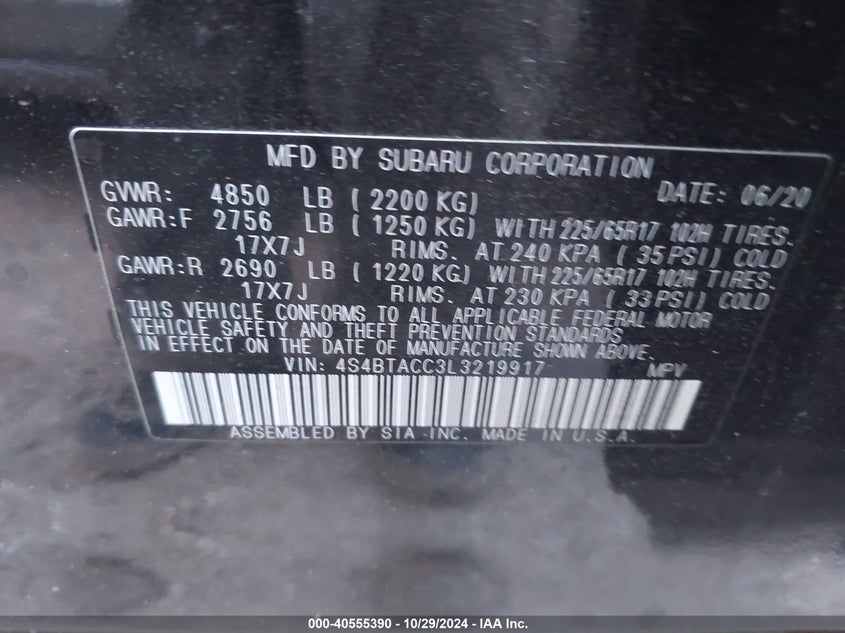 MFD BY SUBARU CORPORATION DATE: 06/20
GVWR: 4850 LB ( 2200 KG)
GAWR:F 2756 LB ( 1250 KG) WITH 225/65R17 102H TIRES.
17X7J RIMS. AT 240 KPA ( 35 PSI) COLD
GAWR:R 2690 LB ( 1220 KG) WITH 225/65R17 102H TIRES.
17X7J RIMS. AT 230 KPA ( 33 PSI) COLD
THIS VEHICLE CONFORMS TO ALL APPLICABLE FEDERAL MOTOR
VEHICLE SAFETY AND THEFT PREVENTION STANDARDS
IN EFFECT ON THE DATE OF MANUFACTURE SHOWN ABOVE.
VIN: 4S4BTACC3L3219917 MPV
ASSEMBLED BY SIA INC. MADE IN U.S.A.
000-40555390 - 10/29/2024 - IAA Inc.